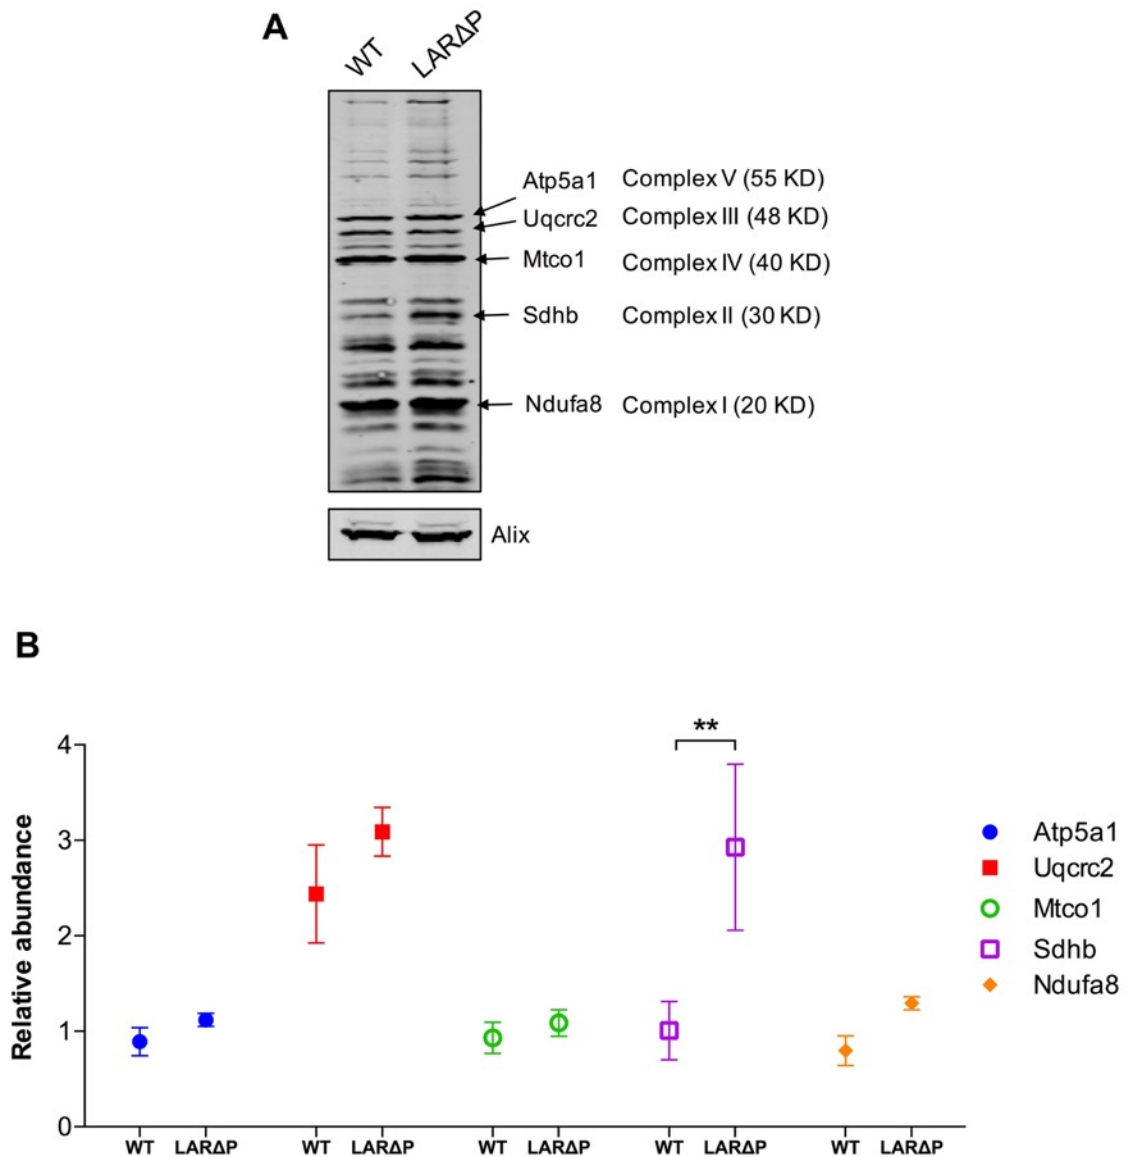 A
WT LARΔP
Atp5a1 Complex V (55 KD)
Uqcrc2 Complex III (48 KD)
Mtco1 Complex IV (40 KD)
Sdhb Complex II (30 KD)
Ndufa8 Complex I (20 KD)
Alix
B
**
4
3
2
1
0
Relative abundance
WT LARΔP WT LARΔP WT LARΔP WT LARΔP WT LARΔP
Atp5a1
Uqcrc2
Mtco1
Sdhb
Ndufa8